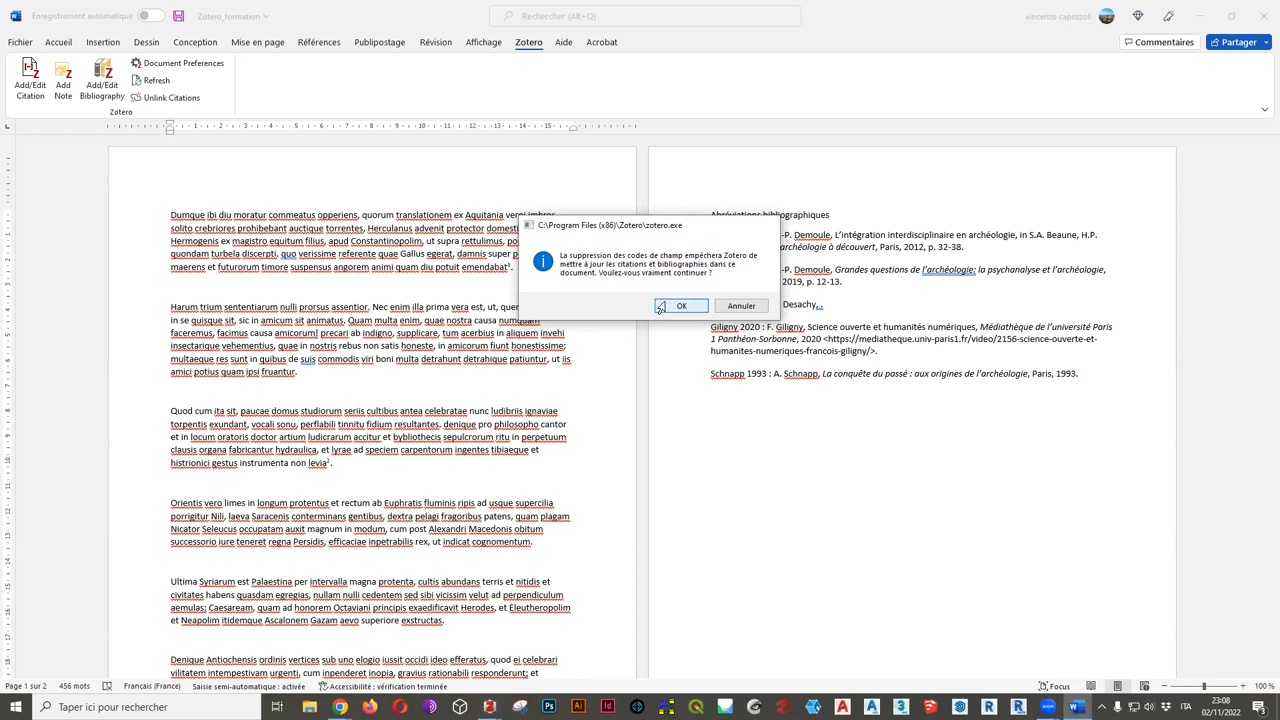 Enregistrement automatique
Zotero_formation
Rechercher (Alt+Q)
vincenzo capozzoli
Fichier Accueil Insertion Dessin Conception Mise en page Références Publipostage Révision Affichage Zotero Aide Acrobat
Commentaires Partager
Add/Edit Citation
Add Note
Add/Edit Bibliography
Document Preferences
Refresh
Unlink Citations
Zotero
1 2 3 4 5 6 7 8 9 10 11 12 13 14 15
Dumque ibi diu moratur commeatus opperiens, quorum translationem ex Aquitania verni imbres
solito crebriores prohibebant auctique torrentes, Herculanus advenit protector domest
Hermogenis ex magistro equitum filius, apud Constantinopolim, ut supra rettulimus, po
quondam turbela discerpti. quo verissime referente quae Gallus egerat, damnis super p
maerens et futurorum timore suspensus angorem animi quam diu potuit emendabat¹.
Harum trium sententiarum nulli prorsus assentior. Nec enim illa prima vera est, ut, quem
in se quisque sit, sic in amicum sit animatus. Quam multa enim, quae nostra causa numquam
faceremus, facimus causa amicorum! precari ab indigno, supplicare, tum acerbius in aliquem invehi
insectarique vehementius, quae in nostris rebus non satis honeste, in amicorum fiunt honestissime;
multaeque res sunt in quibus de suis commodis viri boni multa detrahunt detrahique patiuntur, ut iis
amici potius quam ipsi fruantur.
Quod cum ita sit, paucae domus studiorum seriis cultibus antea celebratae nunc ludibriis ignaviae
torpentis exundant, vocali sonu, perflabili tinnitu fidium resultantes. denique pro philosopho cantor
et in locum oratoris doctor artium ludicrarum accitur et bybliothecis sepulcrorum ritu in perpetuum
clausis organa fabricantur hydraulica, et lyrae ad speciem carpentorum ingentes tibiaeque et
histrionici gestus instrumenta non levia².
Orientis vero limes in longum protentus et rectum ab Euphratis fluminis ripis ad usque supercilia
porrigitur Nili, laeva Saracenis conterminans gentibus, dextra pelagi fragoribus patens, quam plagam
Nicator Seleucus occupatam auxit magnum in modum, cum post Alexandri Macedonis obitum
successorio iure teneret regna Persidis, efficaciae inpetrabilis rex, ut indicat cognomentum.
Ultima Syriarum est Palaestina per intervalla magna protenta, cultis abundans terris et nitidis et
civitates habens quasdam egregias, nullam nulli cedentem sed sibi vicissim velut ad perpendiculum
aemulas: Caesaream, quam ad honorem Octaviani principis exaedificavit Herodes, et Eleutheropolim
et Neapolim itidemque Ascalonem Gazam aevo superiore exstructas.
Denique Antiochensis ordinis vertices sub uno elogio iussit occidi ideo efferatus, quod ei celebrari
vilitatem intempestivam urgenti, cum inpenderet inopia, gravius rationabili responderunt; et
C:\Program Files (x86)\Zotero\zotero.exe
La suppression des codes de champ empêchera Zotero de
mettre à jour les citations et bibliographies dans ce
document. Voulez-vous vraiment continuer ?
OK Annuler
Abréviations bibliographiques
-P. Demoule, L'intégration interdisciplinaire en archéologie, in S.A. Beaune, H.P.
archéologie à découvert, Paris, 2012, p. 32-38.
-P. Demoule, Grandes questions de l'archéologie: la psychanalyse et l'archéologie,
2019, p. 12-13.
Desachy, .
Giligny 2020 : F. Giligny, Science ouverte et humanités numériques, Médiathèque de l'université Paris
1 Panthéon-Sorbonne, 2020 <https://mediatheque.univ-paris1.fr/video/2156-science-ouverte-et-
humanites-numeriques-francois-giligny/>.
Schnapp 1993 : A. Schnapp, La conquête du passé : aux origines de l'archéologie, Paris, 1993.
Page 1 sur 2 456 mots Français (France) Saisie semi-automatique : activée Accessibilité : vérification terminée Focus 100 %
Taper ici pour rechercher
ITA
23:08
02/11/2022